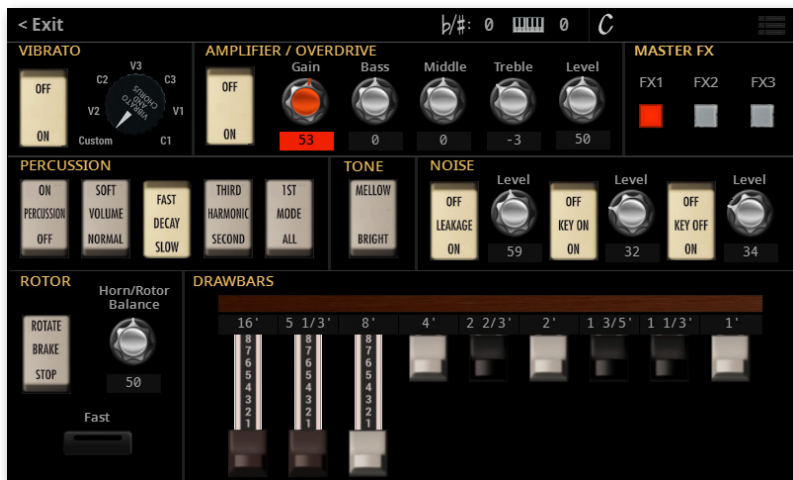 < Exit
♭/♯: 0 0 C
VIBRATO
OFF
ON
V3
C2 C3
V2 V1
Custom C1
VIBRATO AND CHORUS
AMPLIFIER / OVERDRIVE
OFF
ON
Gain Bass Middle Treble Level
53 0 0 -3 50
MASTER FX
FX1 FX2 FX3
PERCUSSION
ON PERCUSSION OFF
SOFT VOLUME NORMAL
FAST DECAY SLOW
THIRD HARMONIC SECOND
1ST MODE ALL
TONE
MELLOW
BRIGHT
NOISE
OFF LEAKAGE ON
Level
59
OFF KEY ON ON
Level
32
OFF KEY OFF ON
Level
34
ROTOR
ROTATE
BRAKE
STOP
Horn/Rotor
Balance
50
Fast
DRAWBARS
16' 5 1/3' 8' 4' 2 2/3' 2' 1 3/5' 1 1/3' 1'
8 8 8
7 7 7
6 6 6
5 5 5
4 4 4
3 3 3
2 2 2
1 1 1